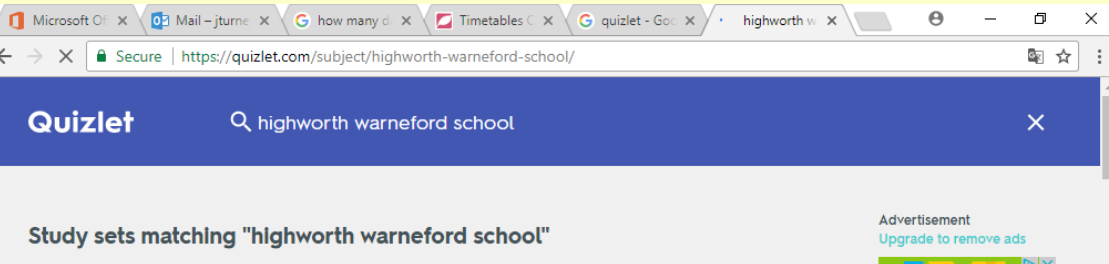 Microsoft Of Mail – jturne how many d Timetables C quizlet - Goo highworth w
Secure | https://quizlet.com/subject/highworth-warneford-school/
Quizlet highworth warneford school
Advertisement
Study sets matching "highworth warneford school"
Upgrade to remove ads